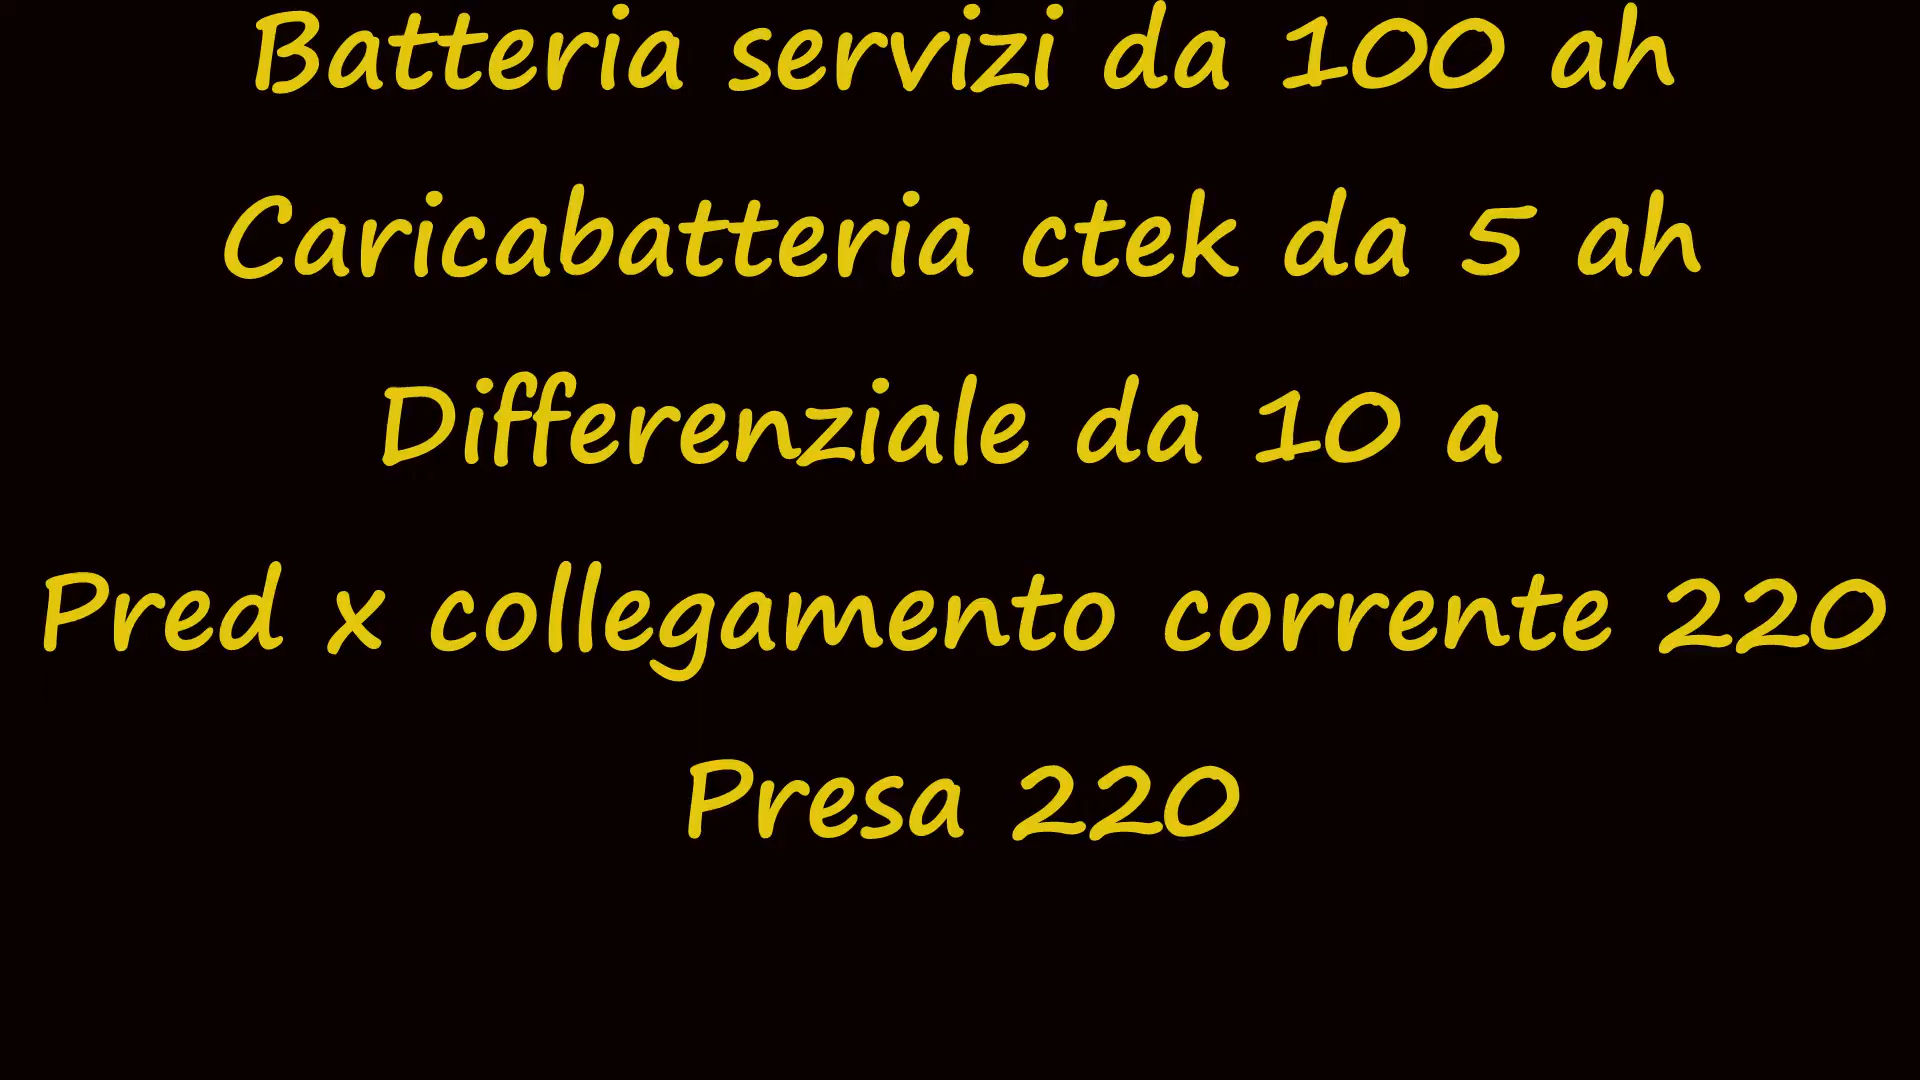 Batteria servizi da 100 ah
Caricabatteria ctek da 5 ah
Differenziale da 10 a
Pred x collegamento corrente 220
Presa 220